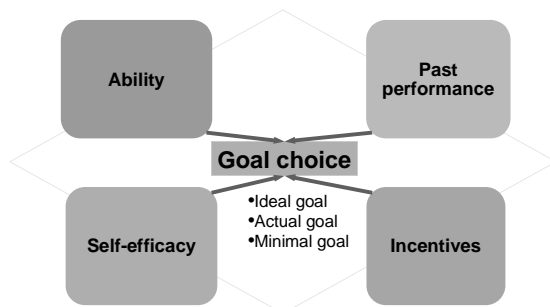 Ability
Past
performance
Goal choice
•Ideal goal
•Actual goal
•Minimal goal
Self-efficacy
Incentives